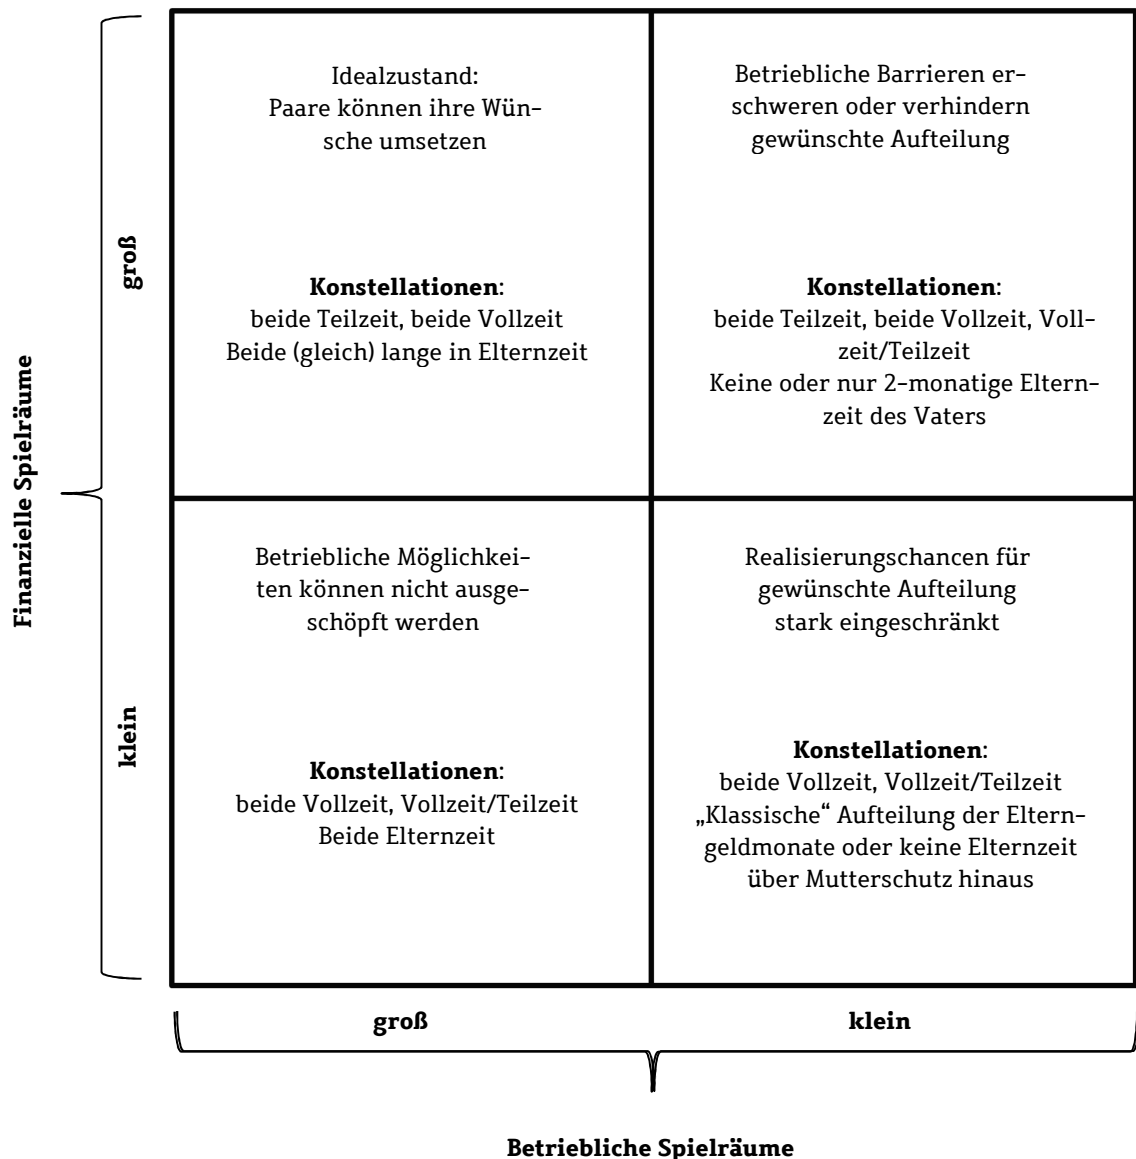 Idealzustand:
Paare können ihre Wün-
sche umsetzen
Konstellationen:
beide Teilzeit, beide Vollzeit
Beide (gleich) lange in Elternzeit
Betriebliche Barrieren er-
schweren oder verhindern
gewünschte Aufteilung
Konstellationen:
beide Teilzeit, beide Vollzeit, Voll-
zeit/Teilzeit
Keine oder nur 2-monatige Eltern-
zeit des Vaters
Finanzielle Spielräume
groß
klein
Betriebliche Möglichkei-
ten können nicht ausge-
schöpft werden
Konstellationen:
beide Vollzeit, Vollzeit/Teilzeit
Beide Elternzeit
Realisierungschancen für
gewünschte Aufteilung
stark eingeschränkt
Konstellationen:
beide Vollzeit, Vollzeit/Teilzeit
„Klassische“ Aufteilung der Eltern-
geldmonate oder keine Elternzeit
über Mutterschutz hinaus
groß
klein
Betriebliche Spielräume